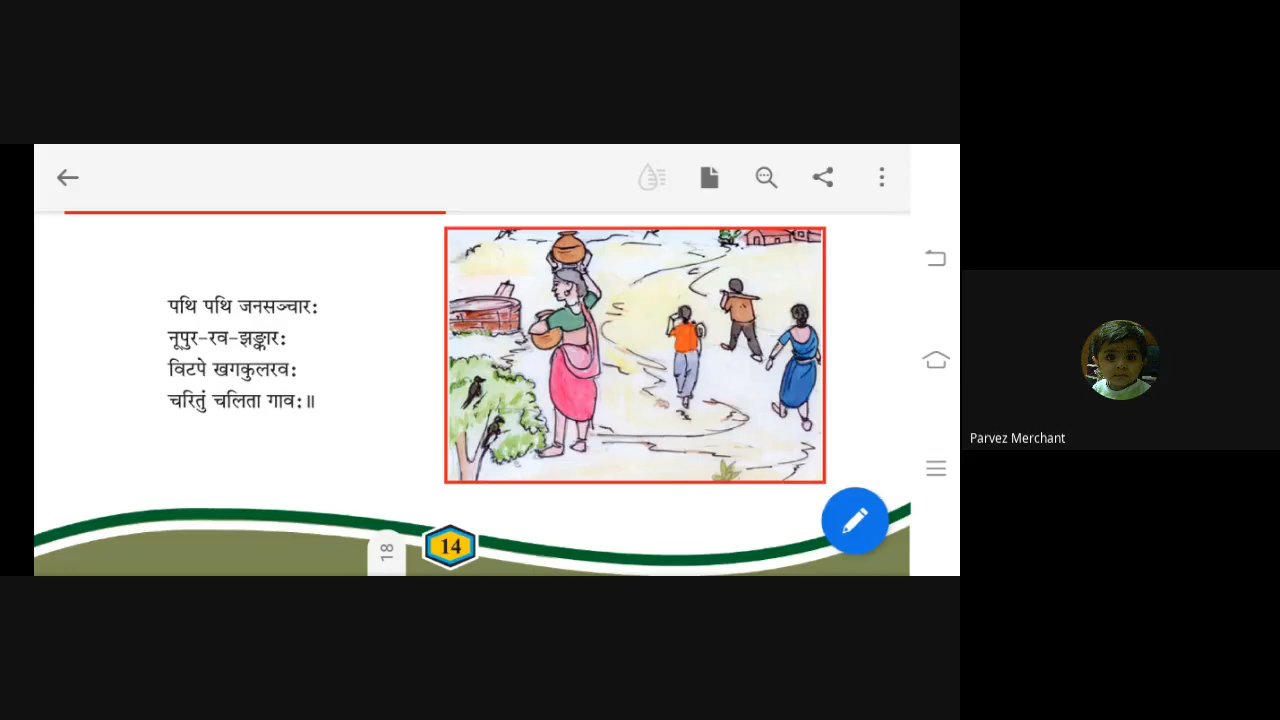 पथि पथि जनसञ्चारः
नूपुर-रव-झङ्कारः
विटपे खगकुलरवः
चरितुं चलिता गावः॥
14
18
Parvez Merchant